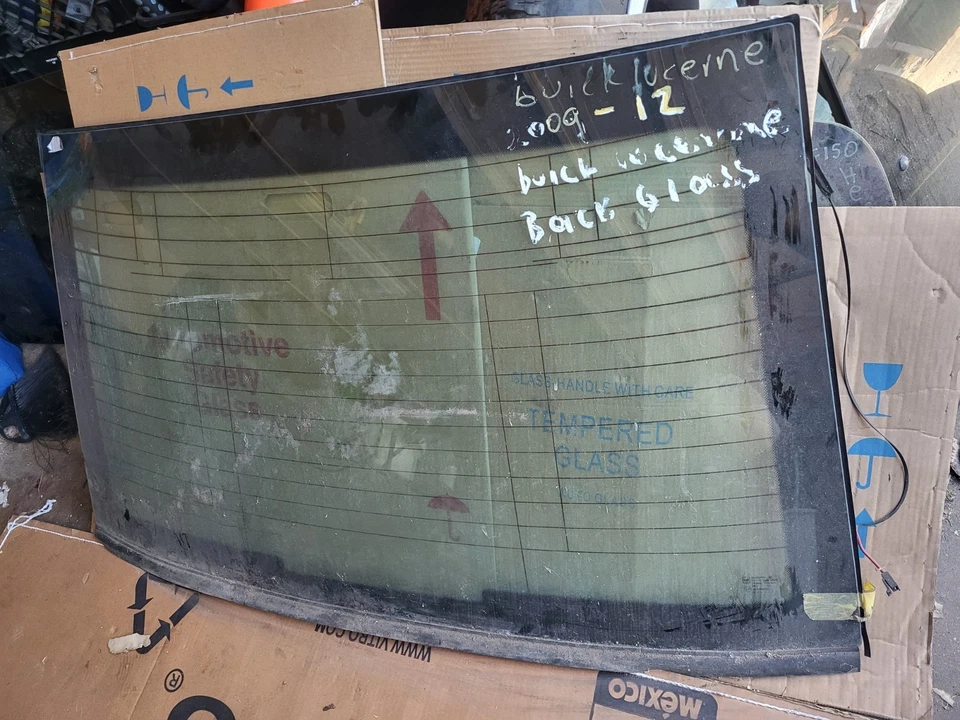 buick lucerne
2009 - 12
buick lucerne
Back Glass
150
Automotive
Safety
Glass
GLASS HANDLE WITH CARE
TEMPERED
GLASS
WWW.VITRO.COM
®
MÉXICO